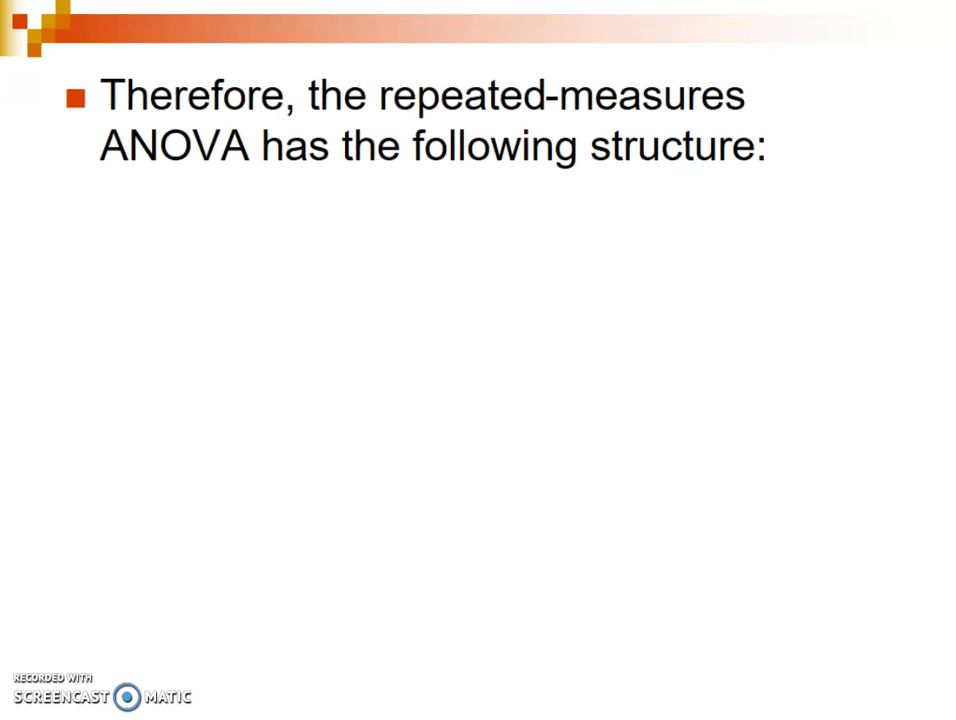 Therefore, the repeated-measures
ANOVA has the following structure:
RECORDED WITH
SCREENCAST MATIC